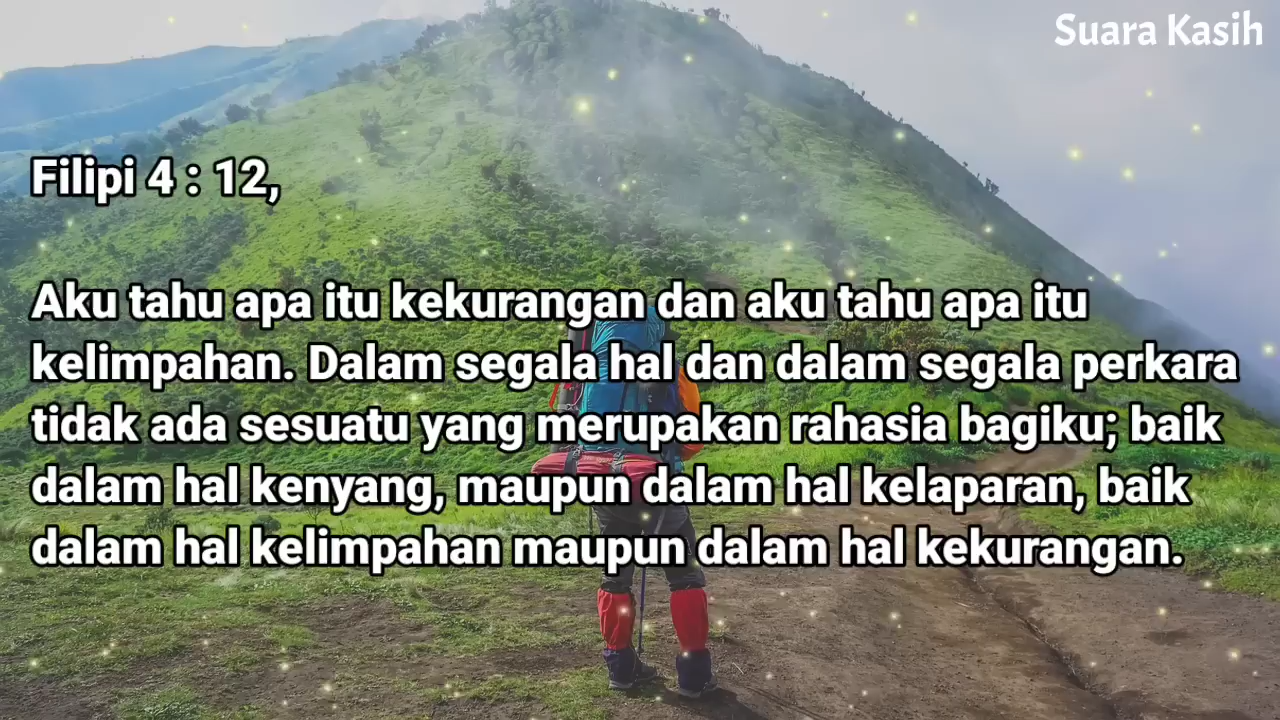 Suara Kasih
Filipi 4 : 12,
Aku tahu apa itu kekurangan dan aku tahu apa itu
kelimpahan. Dalam segala hal dan dalam segala perkara
tidak ada sesuatu yang merupakan rahasia bagiku; baik
dalam hal kenyang, maupun dalam hal kelaparan, baik
dalam hal kelimpahan maupun dalam hal kekurangan.